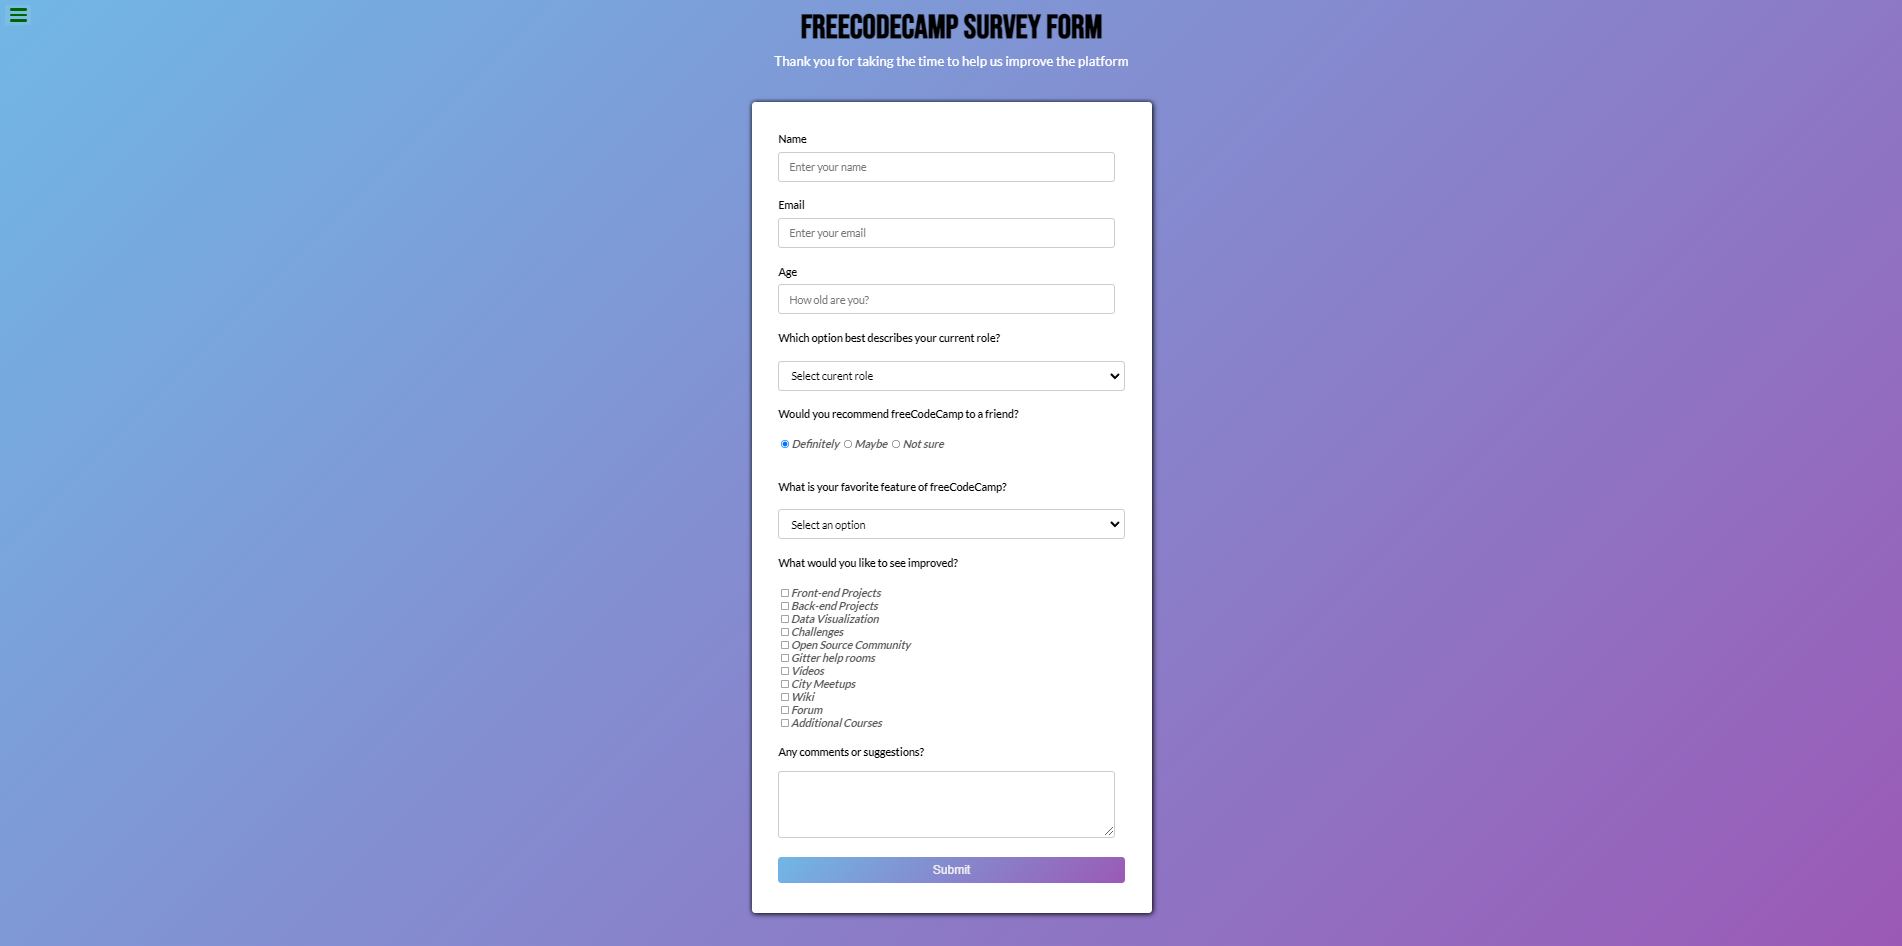 FREECODECAMP SURVEY FORM
Thank you for taking the time to help us improve the platform
Name
Enter your name
Email
Enter your email
Age
How old are you?
Which option best describes your current role?
Select curent role
Would you recommend freeCodeCamp to a friend?
Definitely Maybe Not sure
What is your favorite feature of freeCodeCamp?
Select an option
What would you like to see improved?
Front-end Projects
Back-end Projects
Data Visualization
Challenges
Open Source Community
Gitter help rooms
Videos
City Meetups
Wiki
Forum
Additional Courses
Any comments or suggestions?
Submit